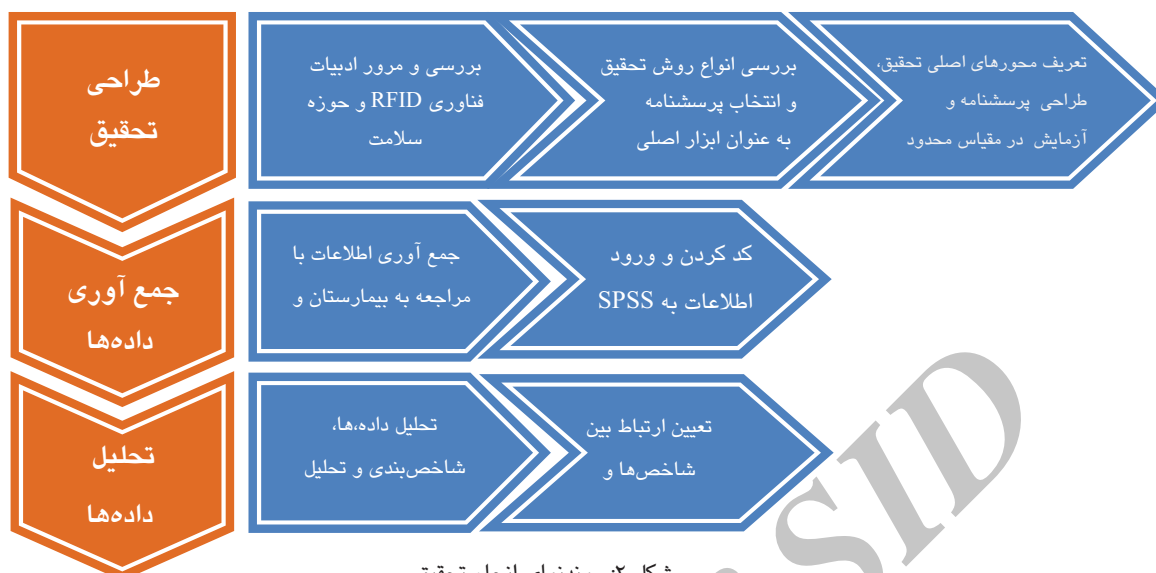 طراحی
تحقیق
بررسی و مرور ادبیات
فناوری RFID و حوزه
سلامت
بررسی انواع روش تحقیق
و انتخاب پرسشنامه
به عنوان ابزار اصلی
تعریف محورهای اصلی تحقیق،
طراحی پرسشنامه و
آزمایش در مقیاس محدود
جمع آوری
داده‌ها
جمع آوری اطلاعات با
مراجعه به بیمارستان و
کد کردن و ورود
اطلاعات به SPSS
تحلیل
داده‌ها
تحلیل داده،ها،
شاخص‌بندی و تحلیل
تعیین ارتباط بین
شاخص‌ها و
SID